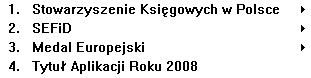 1. Stowarzyszenie Księgowych w Polsce
2. SEFiD
3. Medal Europejski
4. Tytuł Aplikacji Roku 2008